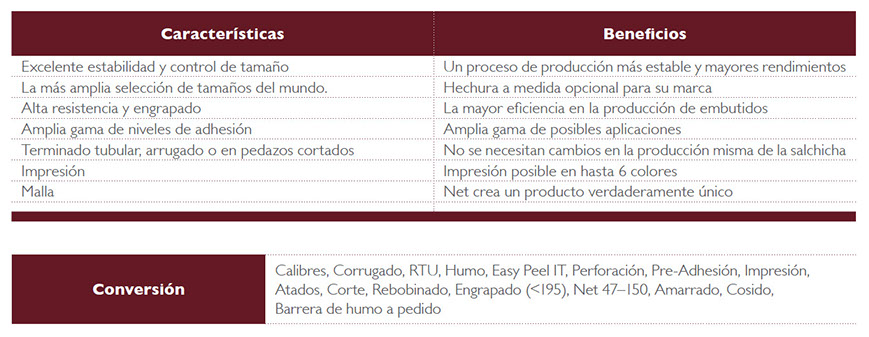 Características Beneficios
Excelente estabilidad y control de tamaño Un proceso de producción más estable y mayores rendimientos
La más amplia selección de tamaños del mundo. Hechura a medida opcional para su marca
Alta resistencia y engrapado La mayor eficiencia en la producción de embutidos
Amplia gama de niveles de adhesión Amplia gama de posibles aplicaciones
Terminado tubular, arrugado o en pedazos cortados No se necesitan cambios en la producción misma de la salchicha
Impresión Impresión posible en hasta 6 colores
Malla Net crea un producto verdaderamente único
Conversión
Calibres, Corrugado, RTU, Humo, Easy Peel IT, Perforación, Pre-Adhesión, Impresión,
Atados, Corte, Rebobinado, Engrapado (<195), Net 47–150, Amarrado, Cosido,
Barrera de humo a pedido